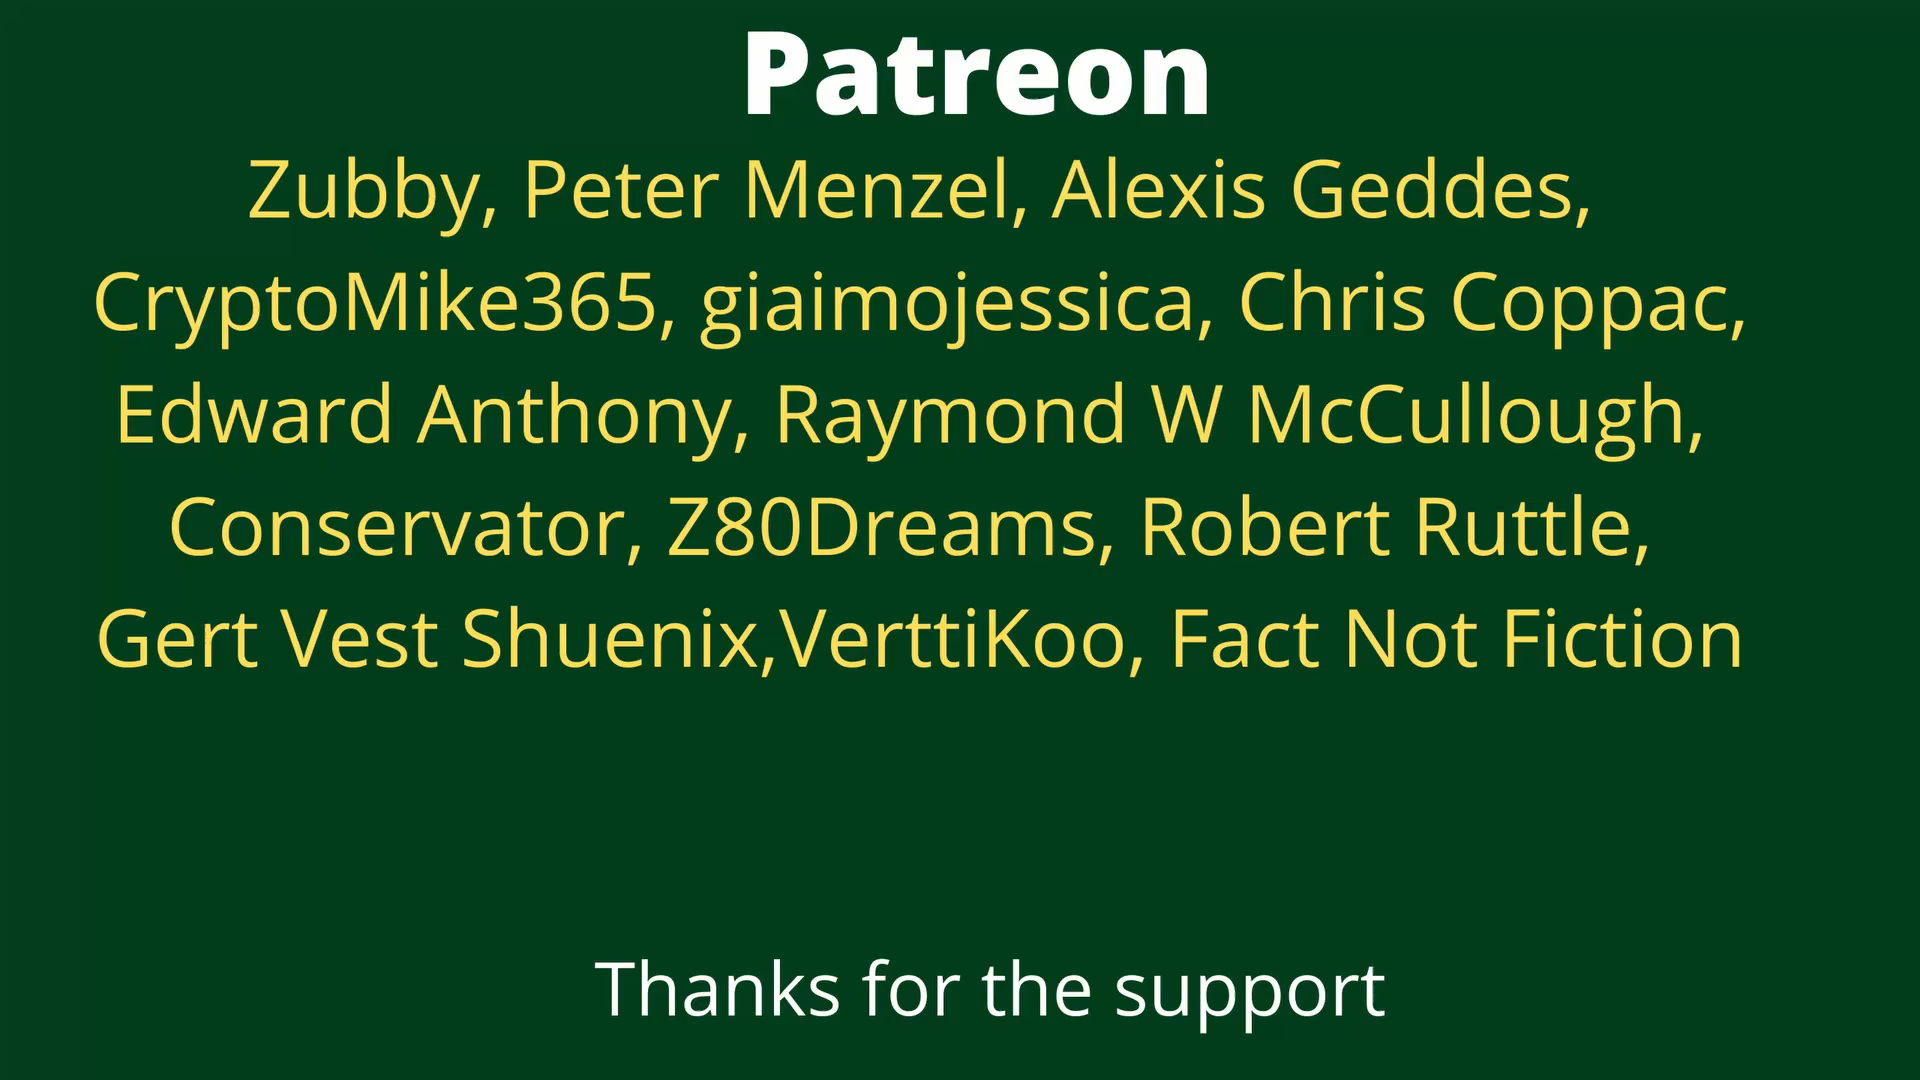 Patreon
Zubby, Peter Menzel, Alexis Geddes,
CryptoMike365, giaimojessica, Chris Coppac,
Edward Anthony, Raymond W McCullough,
Conservator, Z80Dreams, Robert Ruttle,
Gert Vest Shuenix,VerttiKoo, Fact Not Fiction
Thanks for the support